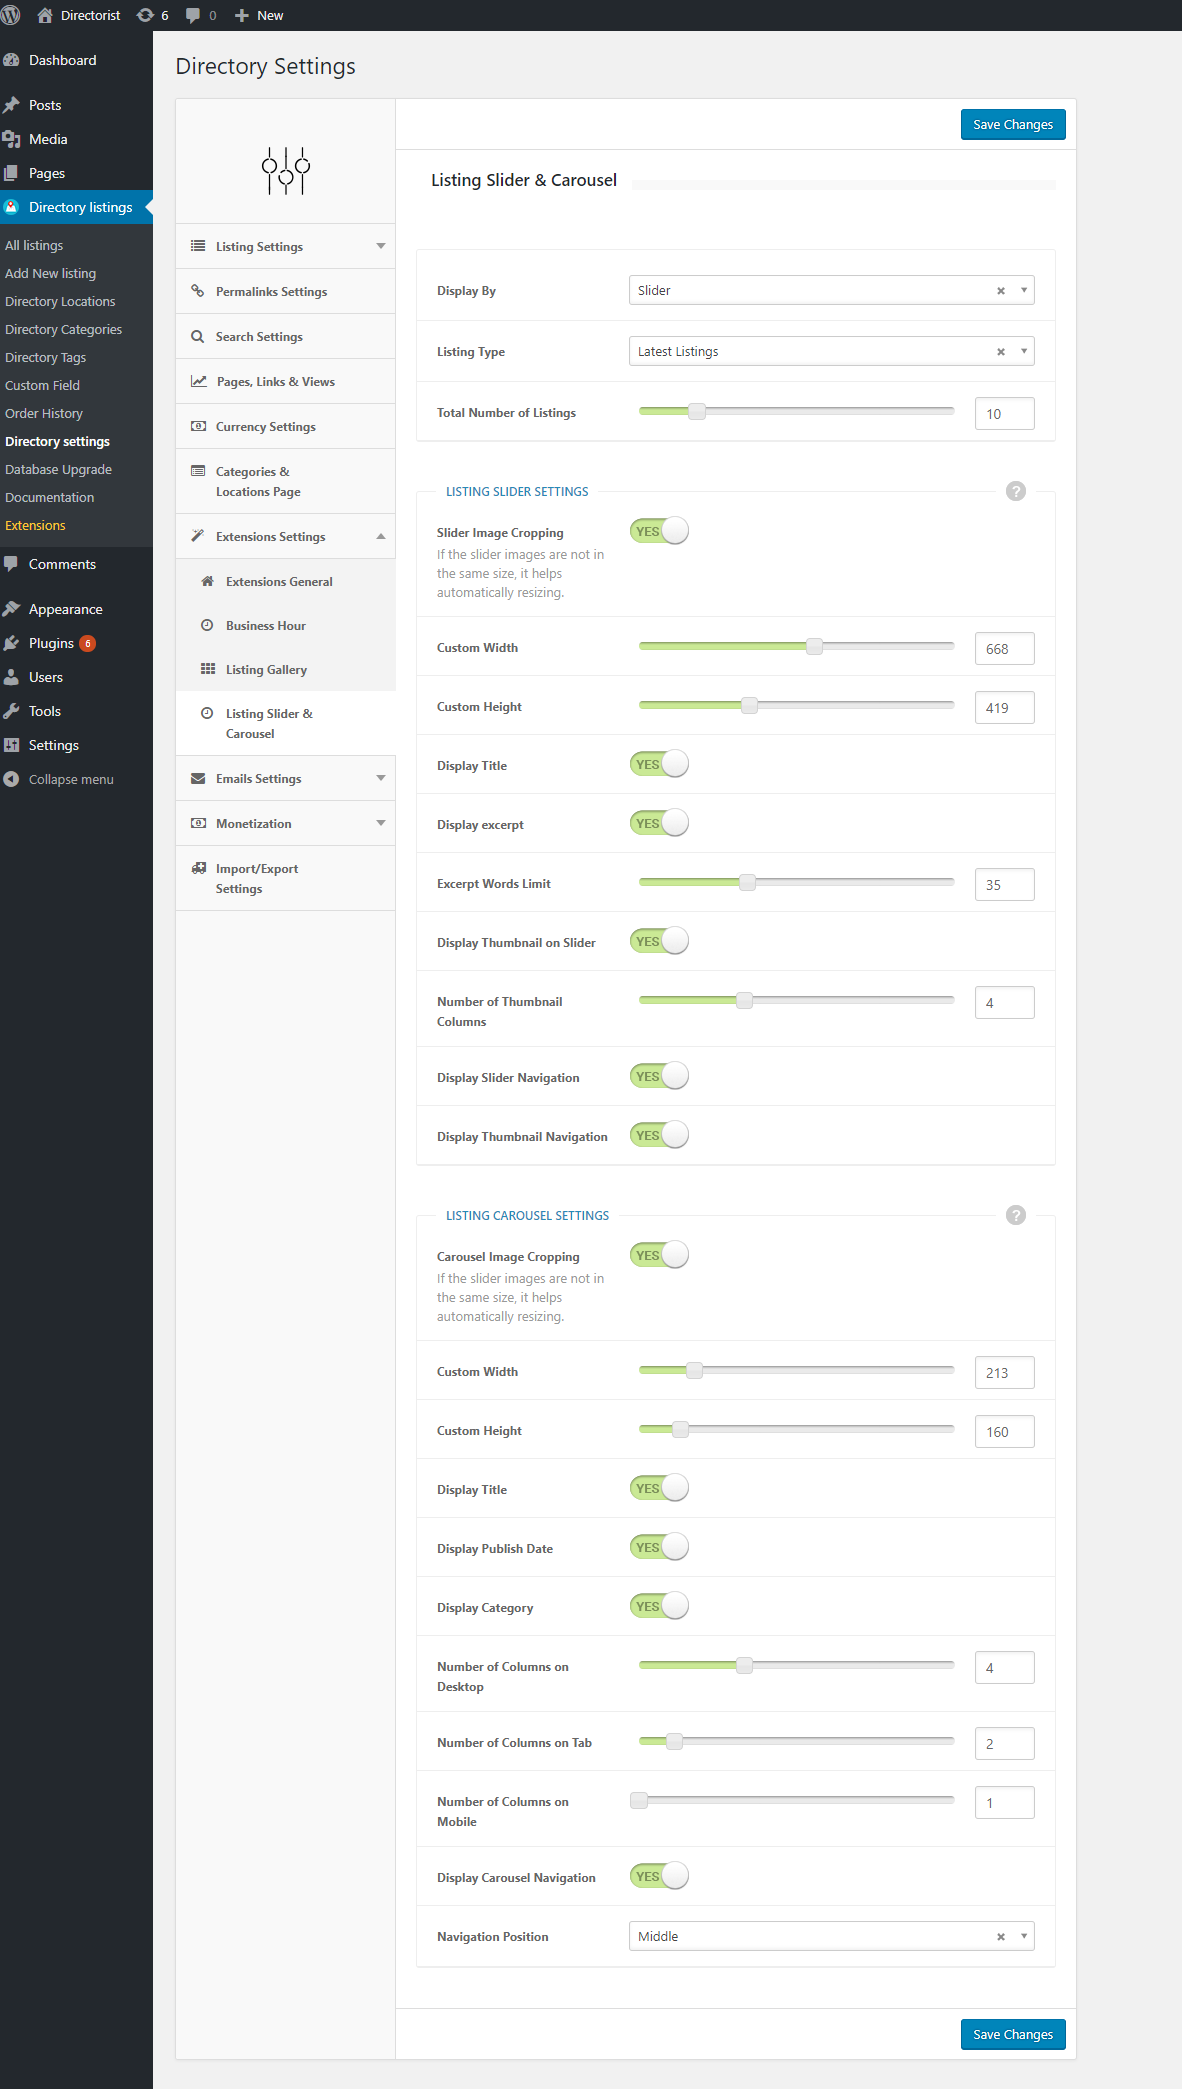 Directorist
6
0
New
Dashboard
Posts
Media
Pages
Directory listings
All listings
Add New listing
Directory Locations
Directory Categories
Directory Tags
Custom Field
Order History
Directory settings
Database Upgrade
Documentation
Extensions
Comments
Appearance
Plugins 6
Users
Tools
Settings
Collapse menu
Directory Settings
Listing Settings
Permalinks Settings
Search Settings
Pages, Links & Views
Currency Settings
Categories &
Locations Page
Extensions Settings
Extensions General
Business Hour
Listing Gallery
Listing Slider &
Carousel
Emails Settings
Monetization
Import/Export
Settings
Save Changes
Listing Slider & Carousel
Display By
Slider
Listing Type
Latest Listings
Total Number of Listings
10
LISTING SLIDER SETTINGS
?
Slider Image Cropping
YES
If the slider images are not in
the same size, it helps
automatically resizing.
Custom Width
668
Custom Height
419
Display Title
YES
Display excerpt
YES
Excerpt Words Limit
35
Display Thumbnail on Slider
YES
Number of Thumbnail
Columns
4
Display Slider Navigation
YES
Display Thumbnail Navigation
YES
LISTING CAROUSEL SETTINGS
?
Carousel Image Cropping
YES
If the slider images are not in
the same size, it helps
automatically resizing.
Custom Width
213
Custom Height
160
Display Title
YES
Display Publish Date
YES
Display Category
YES
Number of Columns on
Desktop
4
Number of Columns on Tab
2
Number of Columns on
Mobile
1
Display Carousel Navigation
YES
Navigation Position
Middle
Save Changes